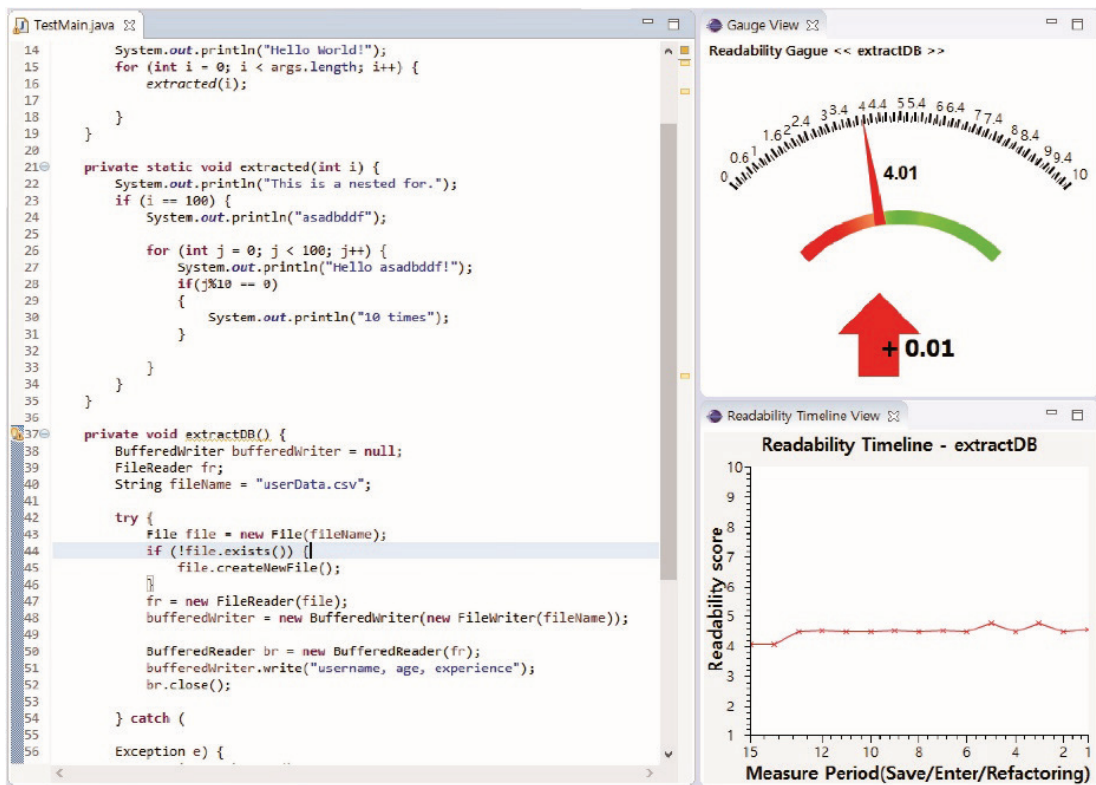 TestMain.java
14 System.out.println("Hello World!");
15 for (int i = 0; i < args.length; i++) {
16 extracted(i);
17
18 }
19 }
20
21 private static void extracted(int i) {
22 System.out.println("This is a nested for.");
23 if (i == 100) {
24 System.out.println("asadbddf");
25
26 for (int j = 0; j < 100; j++) {
27 System.out.println("Hello asadbddf!");
28 if(j%10 == 0)
29 {
30 System.out.println("10 times");
31 }
32
33 }
34 }
35 }
36
37 private void extractDB() {
38 BufferedWriter bufferedWriter = null;
39 FileReader fr;
40 String fileName = "userData.csv";
41
42 try {
43 File file = new File(fileName);
44 if (!file.exists()) {
45 file.createNewFile();
46 }
47 fr = new FileReader(file);
48 bufferedWriter = new BufferedWriter(new FileWriter(fileName));
49
50 BufferedReader br = new BufferedReader(fr);
51 bufferedWriter.write("username, age, experience");
52 br.close();
53
54 } catch (
55
56 Exception e) {
Gauge View
Readability Gague << extractDB >>
0 0.6 1 1.6 2 2.4 3 3.4 4 4.4 5 5.4 6 6.4 7 7.4 8 8.4 9 9.4 10
4.01
+ 0.01
Readability Timeline View
Readability Timeline - extractDB
Readability score
10
9
8
7
6
5
4
3
2
1
15 12 10 8 6 4 2 1
Measure Period(Save/Enter/Refactoring)